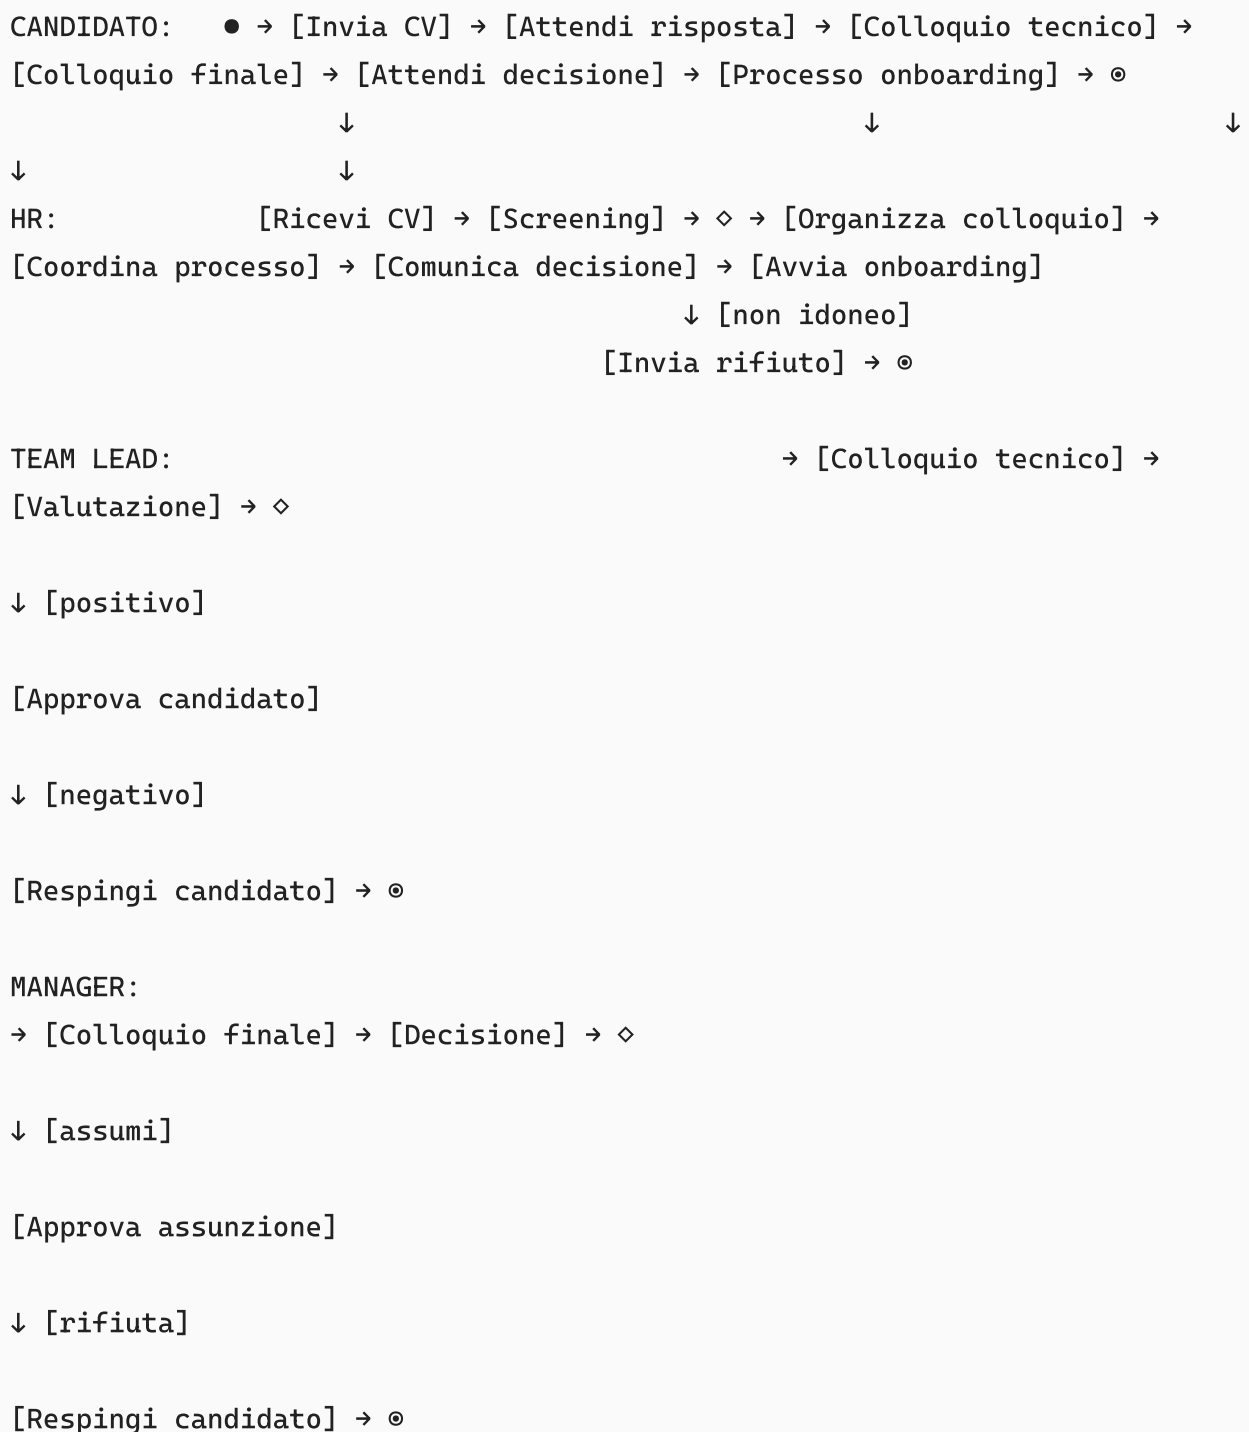 CANDIDATO:   ● → [Invia CV] → [Attendi risposta] → [Colloquio tecnico] →
[Colloquio finale] → [Attendi decisione] → [Processo onboarding] → ⊙
↓ ↓ ↓
↓ ↓
HR:            [Ricevi CV] → [Screening] → ◇ → [Organizza colloquio] →
[Coordina processo] → [Comunica decisione] → [Avvia onboarding]
↓ [non idoneo]
[Invia rifiuto] → ⊙
TEAM LEAD:                                     → [Colloquio tecnico] →
[Valutazione] → ◇
↓ [positivo]
[Approva candidato]
↓ [negativo]
[Respingi candidato] → ⊙
MANAGER:
→ [Colloquio finale] → [Decisione] → ◇
↓ [assumi]
[Approva assunzione]
↓ [rifiuta]
[Respingi candidato] → ⊙